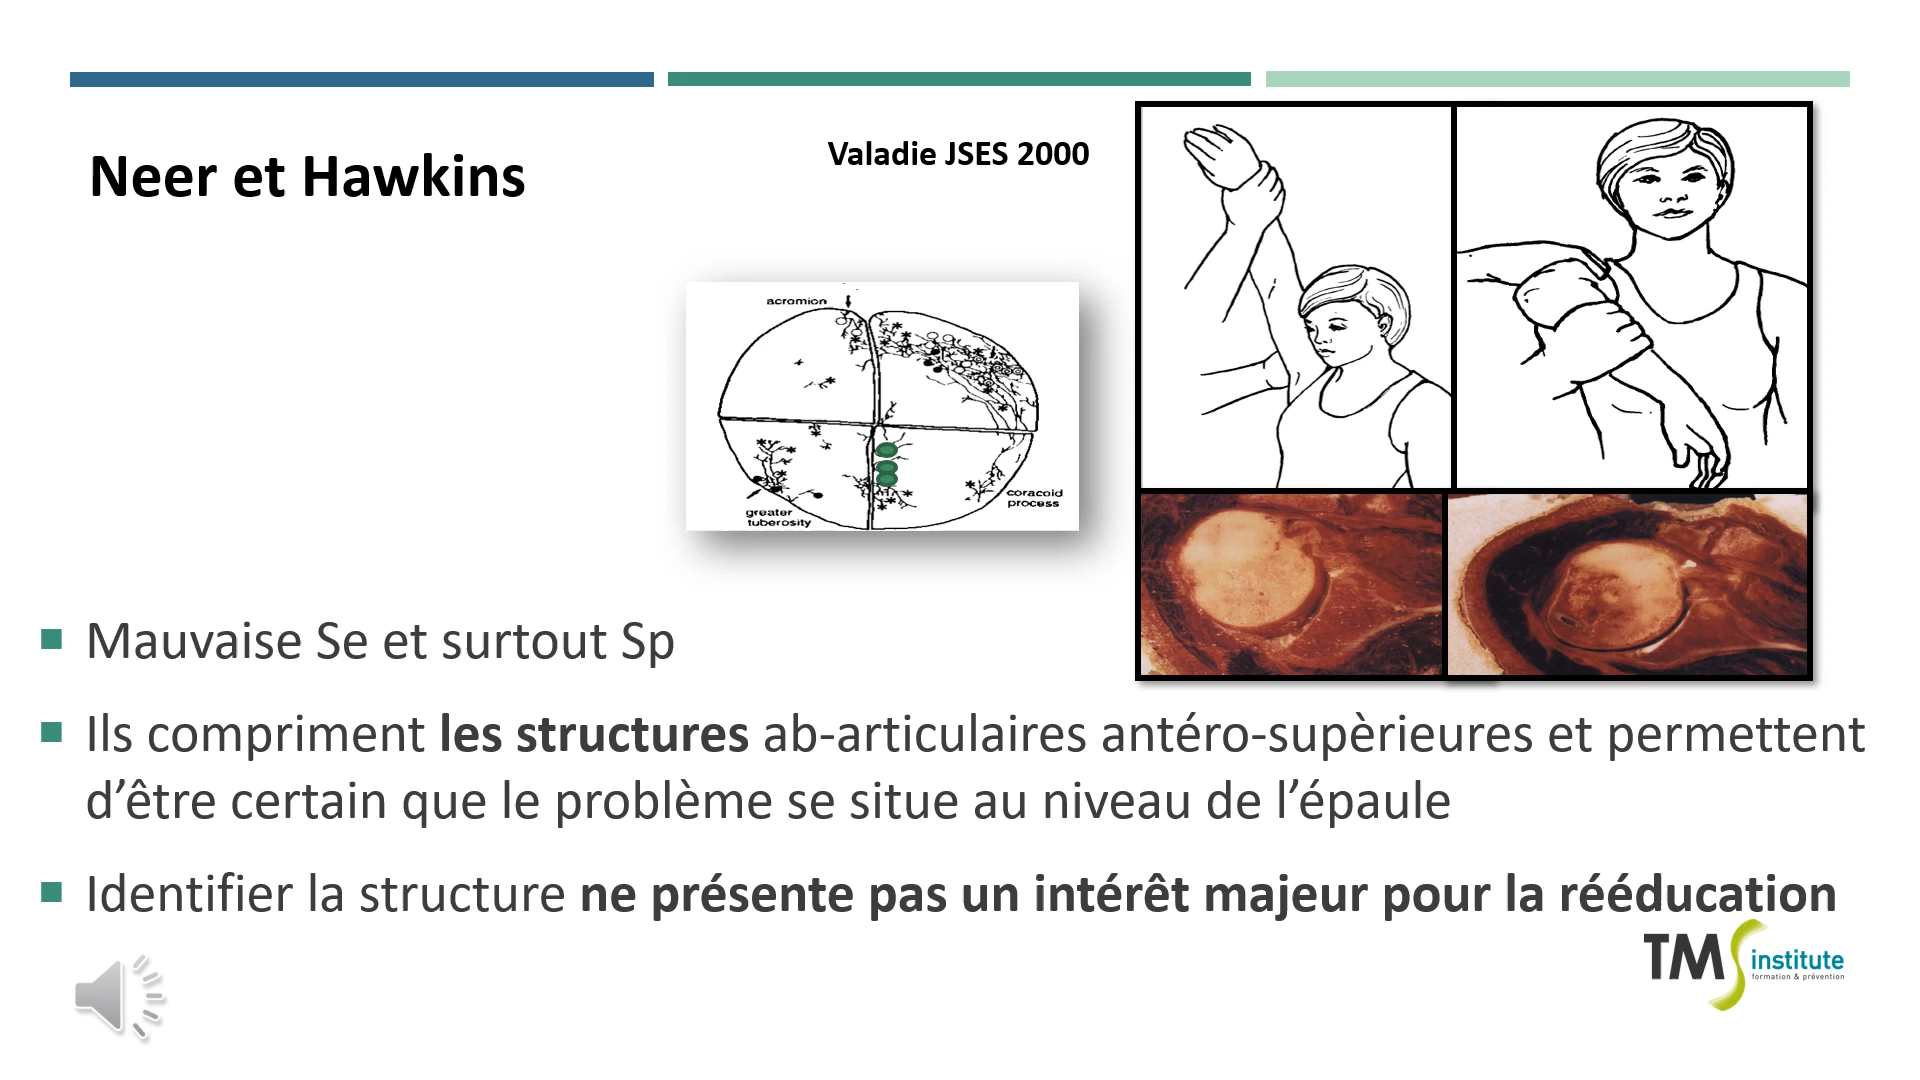 Neer et Hawkins
Valadie JSES 2000
acromion
coracoid
process
greater
tuberosity
Mauvaise Se et surtout Sp
Ils compriment les structures ab-articulaires antéro-supèrieures et permettent
d’être certain que le problème se situe au niveau de l’épaule
Identifier la structure ne présente pas un intérêt majeur pour la rééducation
TMS institute
formation & prévention